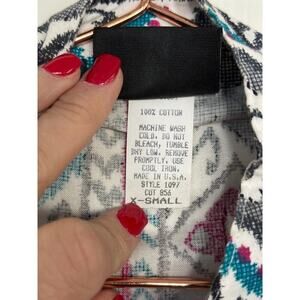 100% COTTON
MACHINE WASH
COLD. DO NOT
BLEACH, TUMBLE
DRY LOW. REMOVE
PROMPTLY. USE
COOL IRON.
MADE IN U.S.A.
STYLE 1097
CUT 856
X-SMALL